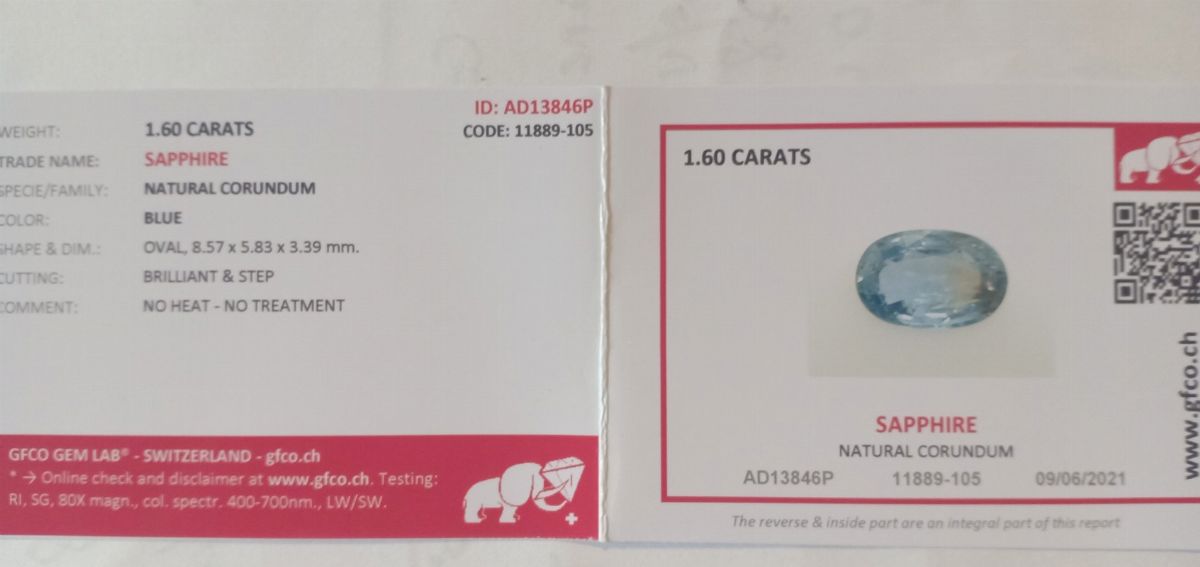 ID: AD13846P
CODE: 11889-105
WEIGHT: 1.60 CARATS
TRADE NAME: SAPPHIRE
SPECIE/FAMILY: NATURAL CORUNDUM
COLOR: BLUE
SHAPE & DIM.: OVAL, 8.57 x 5.83 x 3.39 mm.
CUTTING: BRILLIANT & STEP
COMMENT: NO HEAT - NO TREATMENT
GFCO GEM LAB® - SWITZERLAND - gfco.ch
* → Online check and disclaimer at www.gfco.ch. Testing:
RI, SG, 80X magn., col. spectr. 400-700nm., LW/SW.
1.60 CARATS
www.gfco.ch
SAPPHIRE
NATURAL CORUNDUM
AD13846P 11889-105 09/06/2021
The reverse & inside part are an integral part of this report